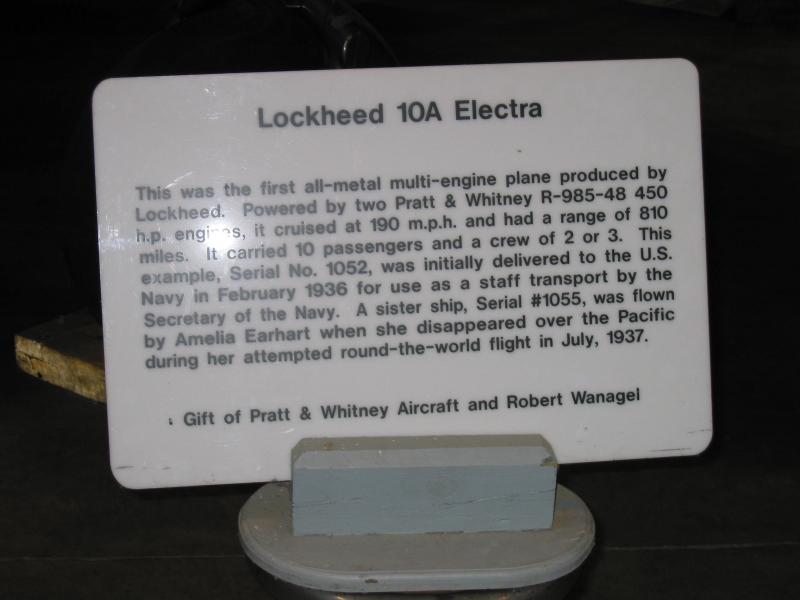 Lockheed 10A Electra
This was the first all-metal multi-engine plane produced by
Lockheed. Powered by two Pratt & Whitney R-985-48 450
h.p. engines, it cruised at 190 m.p.h. and had a range of 810
miles. It carried 10 passengers and a crew of 2 or 3. This
example, Serial No. 1052, was initially delivered to the U.S.
Navy in February 1936 for use as a staff transport by the
Secretary of the Navy. A sister ship, Serial #1055, was flown
by Amelia Earhart when she disappeared over the Pacific
during her attempted round-the-world flight in July, 1937.
Gift of Pratt & Whitney Aircraft and Robert Wanagel